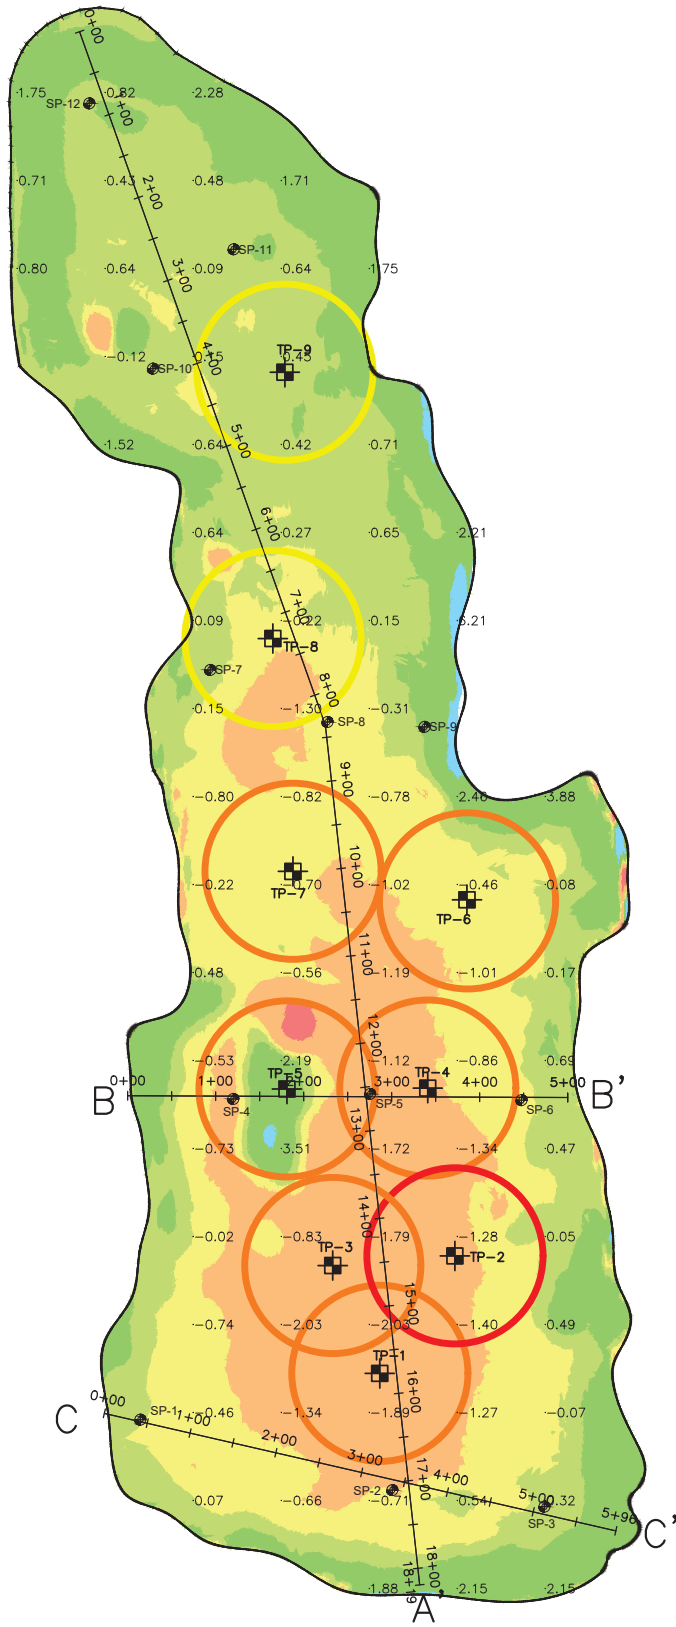 0+00
·1.75 ·0.82 ·2.28
SP-12 1+00
·0.71 ·0.43 2+00 ·0.48 ·1.71
SP-11
·0.80 ·0.64 3+00 ·0.09 ·0.64 ·1.75
TP-9
·-0.12 4+00 ·0.45
SP-10
·1.52 ·0.64 5+00 ·0.42 ·0.71
·0.64 6+00 ·0.27 ·0.65 ·2.21
7+00
·0.09 ·-0.22 ·0.15 ·6.21
TP-8
SP-7
8+00
·0.15 ·-1.30 ·-0.31
SP-8 SP-9
9+00
·-0.80 ·-0.82 ·-0.78 ·2.46 ·3.88
10+00
·-0.22 ·-0.70 ·-1.02 ·-0.46 ·0.08
TP-7 TP-6
11+00
·0.48 ·-0.56 ·-1.19 ·-1.01 ·0.17
12+00
·-0.53 ·2.19 ·-1.12 ·-0.86 ·0.69
TP-5 TP-4
0+00 1+00 2+00 3+00 4+00 5+00
B B'
SP-4 SP-5 SP-6
13+00
·-0.73 ·3.51 ·-1.72 ·-1.34 ·0.47
14+00
·-0.02 ·-0.83 ·-1.79 ·-1.28 ·0.05
TP-3 TP-2
15+00
·-0.74 ·-2.03 ·-2.03 ·-1.40 ·0.49
TP-1
16+00
0+00
C SP-1 1+00 ·-0.46 ·-1.34 ·-1.89 ·-1.27 ·-0.07
2+00
3+00
17+00 4+00
SP-2 5+00
·0.07 ·-0.66 ·-0.71 ·0.54 ·0.32
SP-3 5+96 C'
18+00
18+19
·1.88 ·2.15 ·2.15
A'